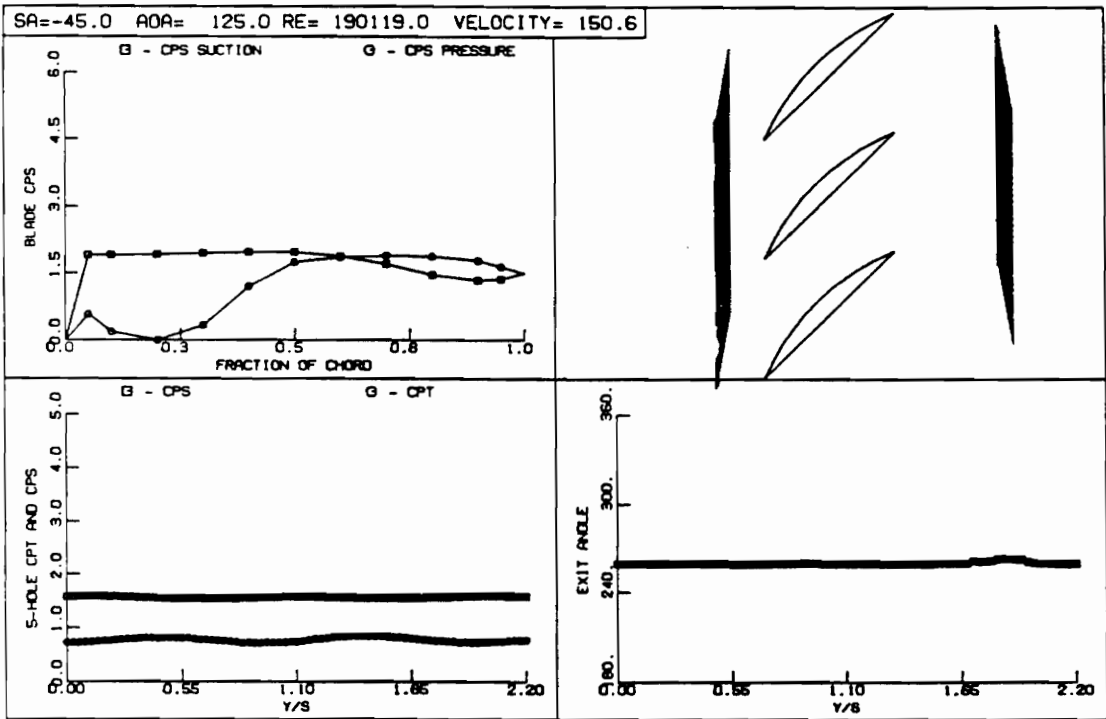 SA=-45.0 AOA= 125.0 RE= 190119.0 VELOCITY= 150.6
- CPS SUCTION
- CPS PRESSURE
BLADE CPS
6.0
4.5
3.0
1.5
0.0
0.0 0.3 0.5 0.8 1.0
FRACTION OF CHORD
- CPS
- CPT
5-HOLE CPT AND CPS
5.0
4.0
3.0
2.0
1.0
0.0
0.00 0.55 1.10 1.65 2.20
Y/S
EXIT ANGLE
360.
300.
240.
180.
0.00 0.55 1.10 1.65 2.20
Y/S